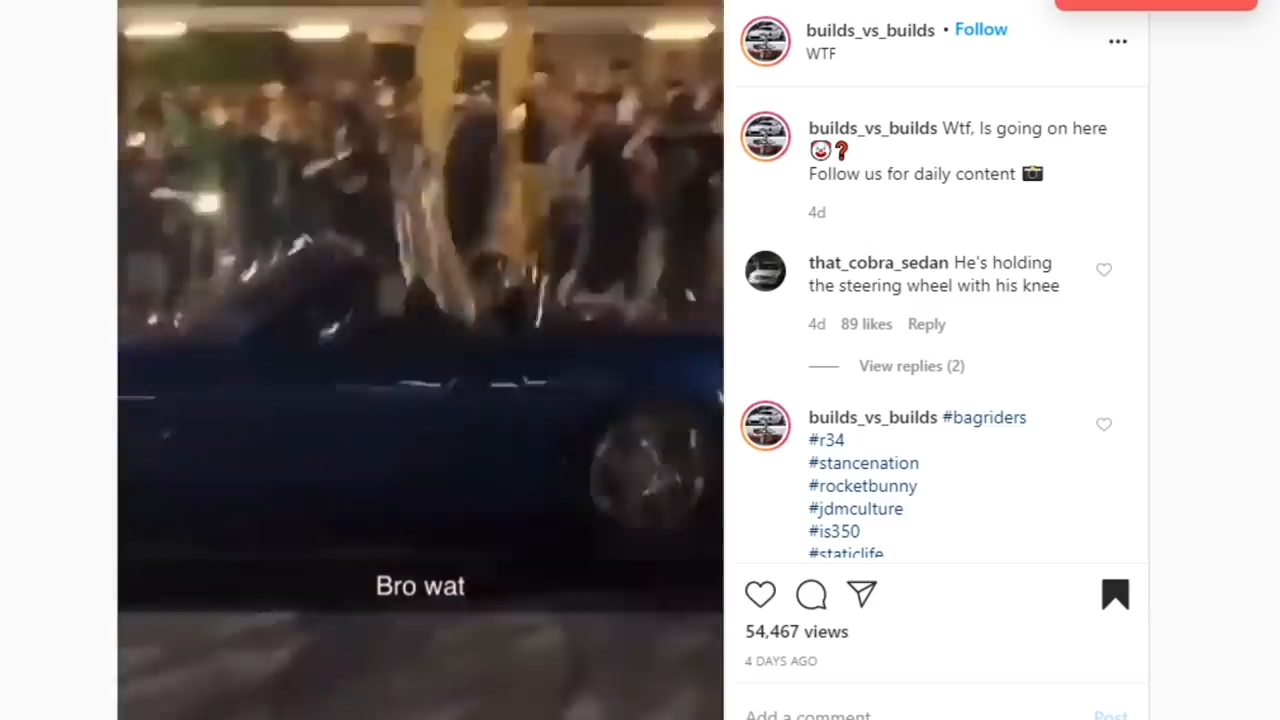 builds_vs_builds • Follow
WTF
builds_vs_builds Wtf, Is going on here
🤡❓
Follow us for daily content 📸
4d
that_cobra_sedan He's holding
the steering wheel with his knee
4d 89 likes Reply
View replies (2)
builds_vs_builds #bagriders
#r34
#stancenation
#rocketbunny
#jdmculture
#is350
#staticlife
Bro wat
54,467 views
4 DAYS AGO
Add a comment... Post